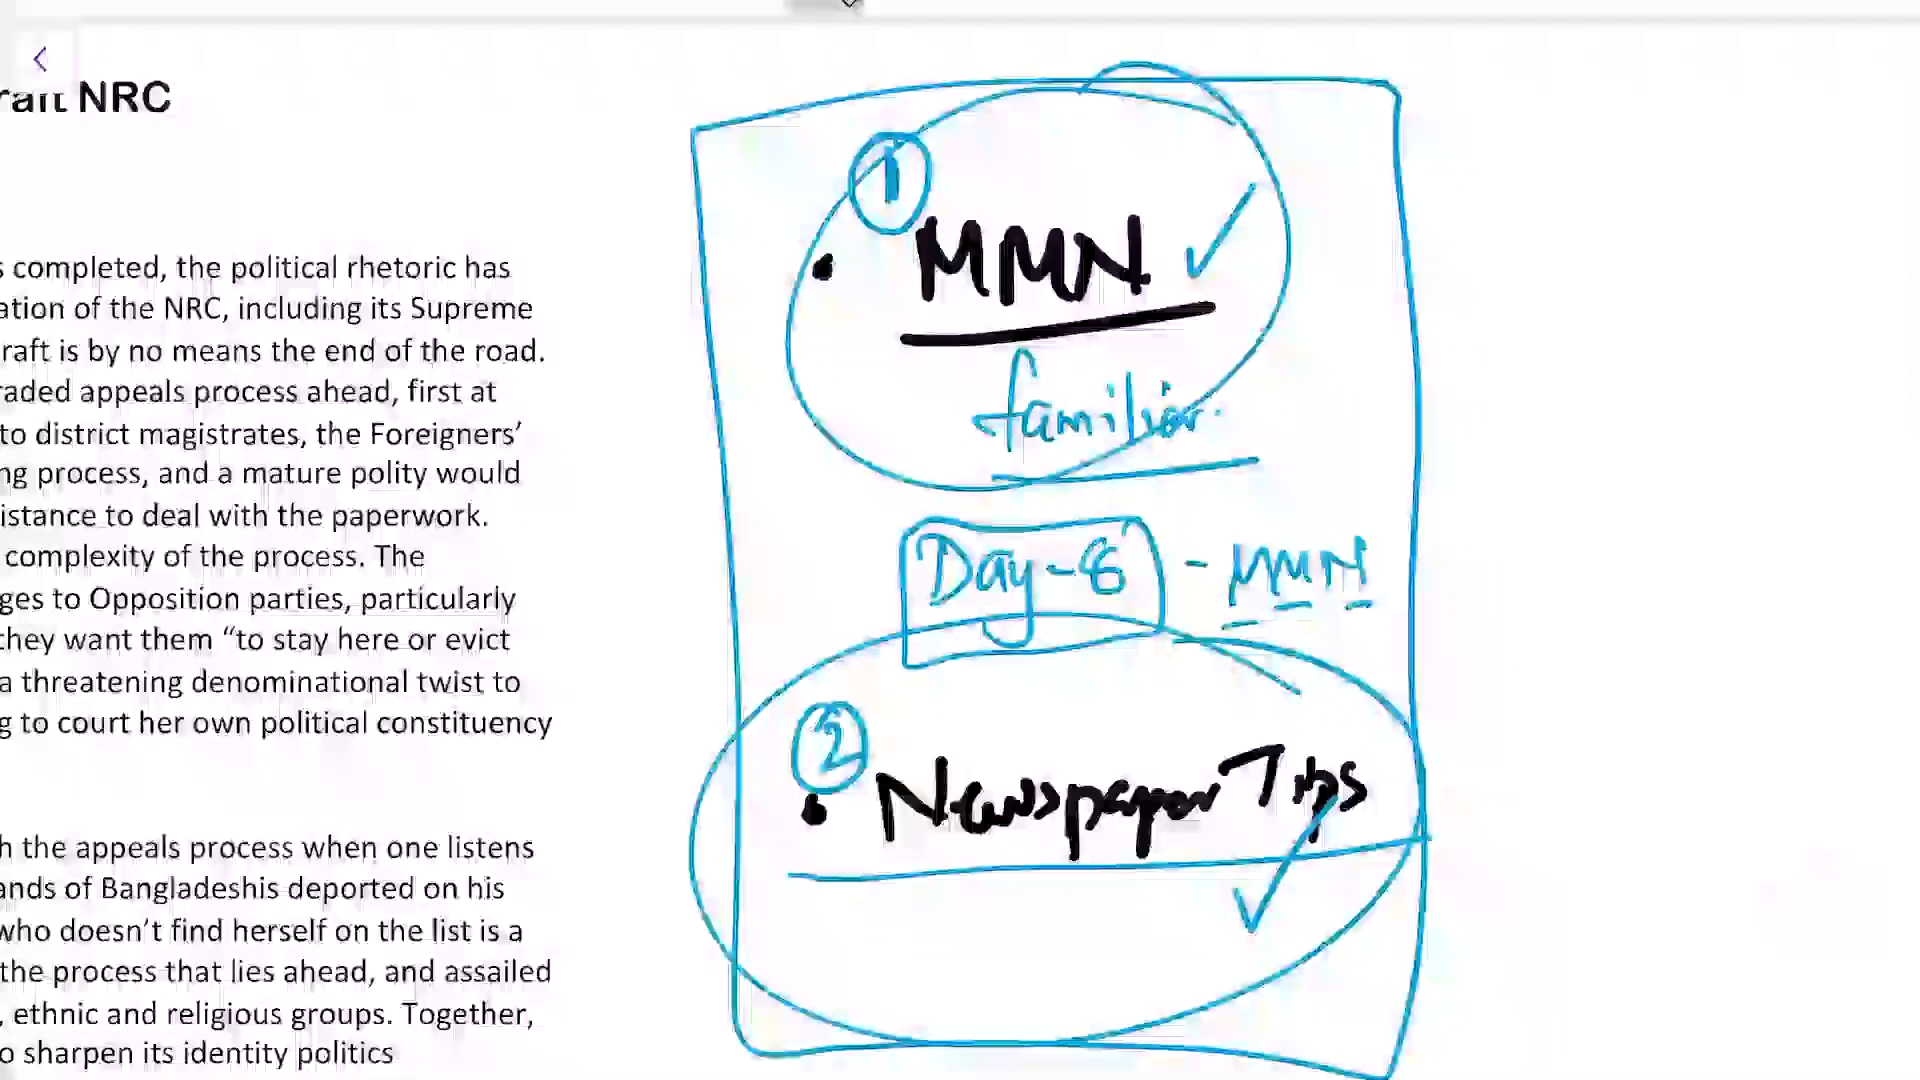 raft NRC
s completed, the political rhetoric has
ation of the NRC, including its Supreme
raft is by no means the end of the road.
raded appeals process ahead, first at
to district magistrates, the Foreigners’
ng process, and a mature polity would
istance to deal with the paperwork.
complexity of the process. The
ges to Opposition parties, particularly
they want them “to stay here or evict
a threatening denominational twist to
g to court her own political constituency
h the appeals process when one listens
ands of Bangladeshis deported on his
who doesn’t find herself on the list is a
the process that lies ahead, and assailed
, ethnic and religious groups. Together,
o sharpen its identity politics
1
• MMN
familiar.
Day-8 - MMN
2
• Newspaper Tips